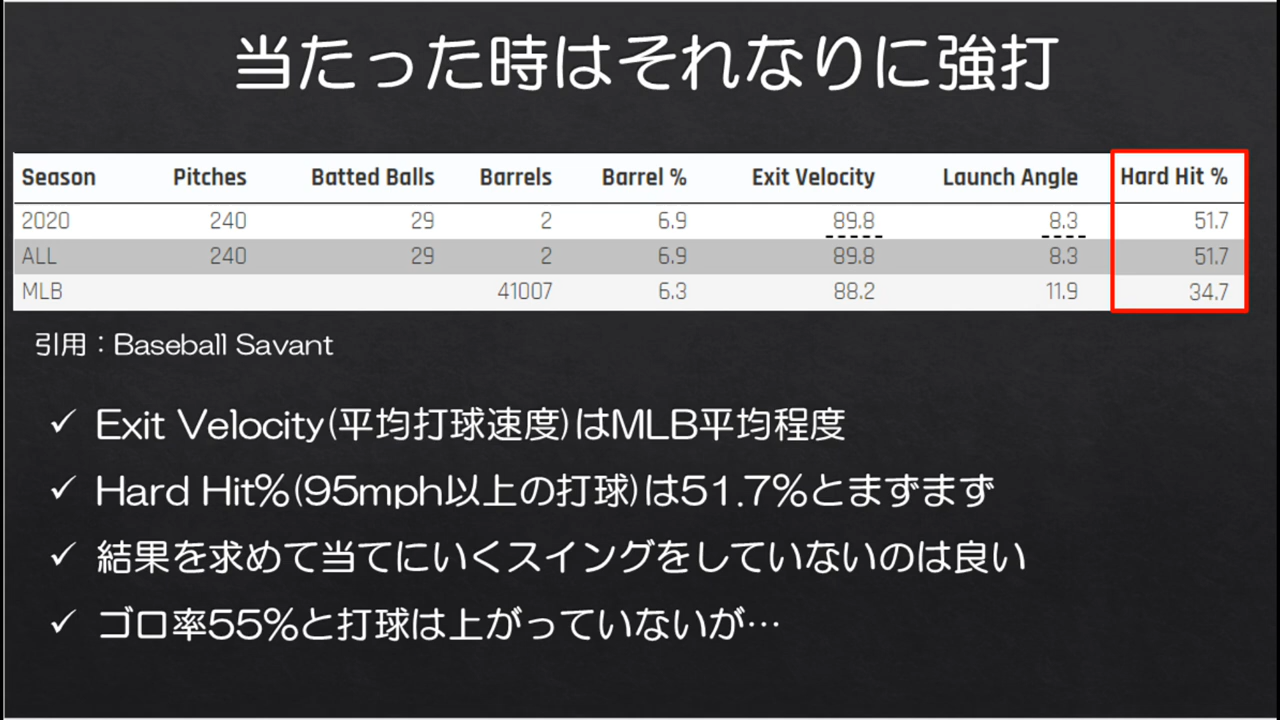 当たった時はそれなりに強打
Season Pitches Batted Balls Barrels Barrel % Exit Velocity Launch Angle Hard Hit %
2020 240 29 2 6.9 89.8 8.3 51.7
ALL 240 29 2 6.9 89.8 8.3 51.7
MLB 41007 6.3 88.2 11.9 34.7
引用：Baseball Savant
✓ Exit Velocity(平均打球速度)はMLB平均程度
✓ Hard Hit%(95mph以上の打球)は51.7%とまずまず
✓ 結果を求めて当てにいくスイングをしていないのは良い
✓ ゴロ率55%と打球は上がっていないが…